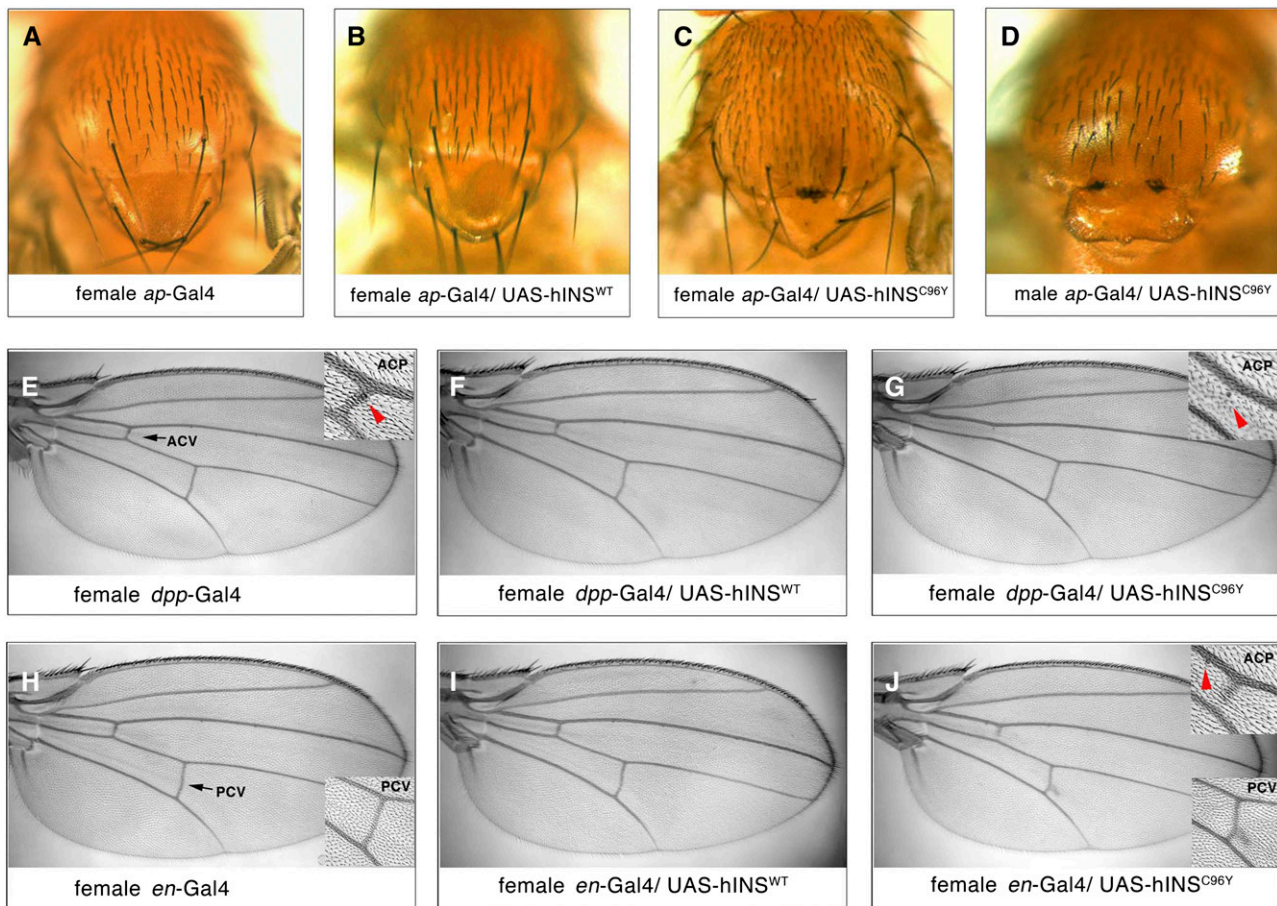 A
B
C
D
female ap-Gal4
female ap-Gal4/ UAS-hINSWT
female ap-Gal4/ UAS-hINSC96Y
male ap-Gal4/ UAS-hINSC96Y
E
ACP
ACV
F
G
ACP
female dpp-Gal4
female dpp-Gal4/ UAS-hINSWT
female dpp-Gal4/ UAS-hINSC96Y
H
PCV
PCV
I
J
ACP
PCV
female en-Gal4
female en-Gal4/ UAS-hINSWT
female en-Gal4/ UAS-hINSC96Y